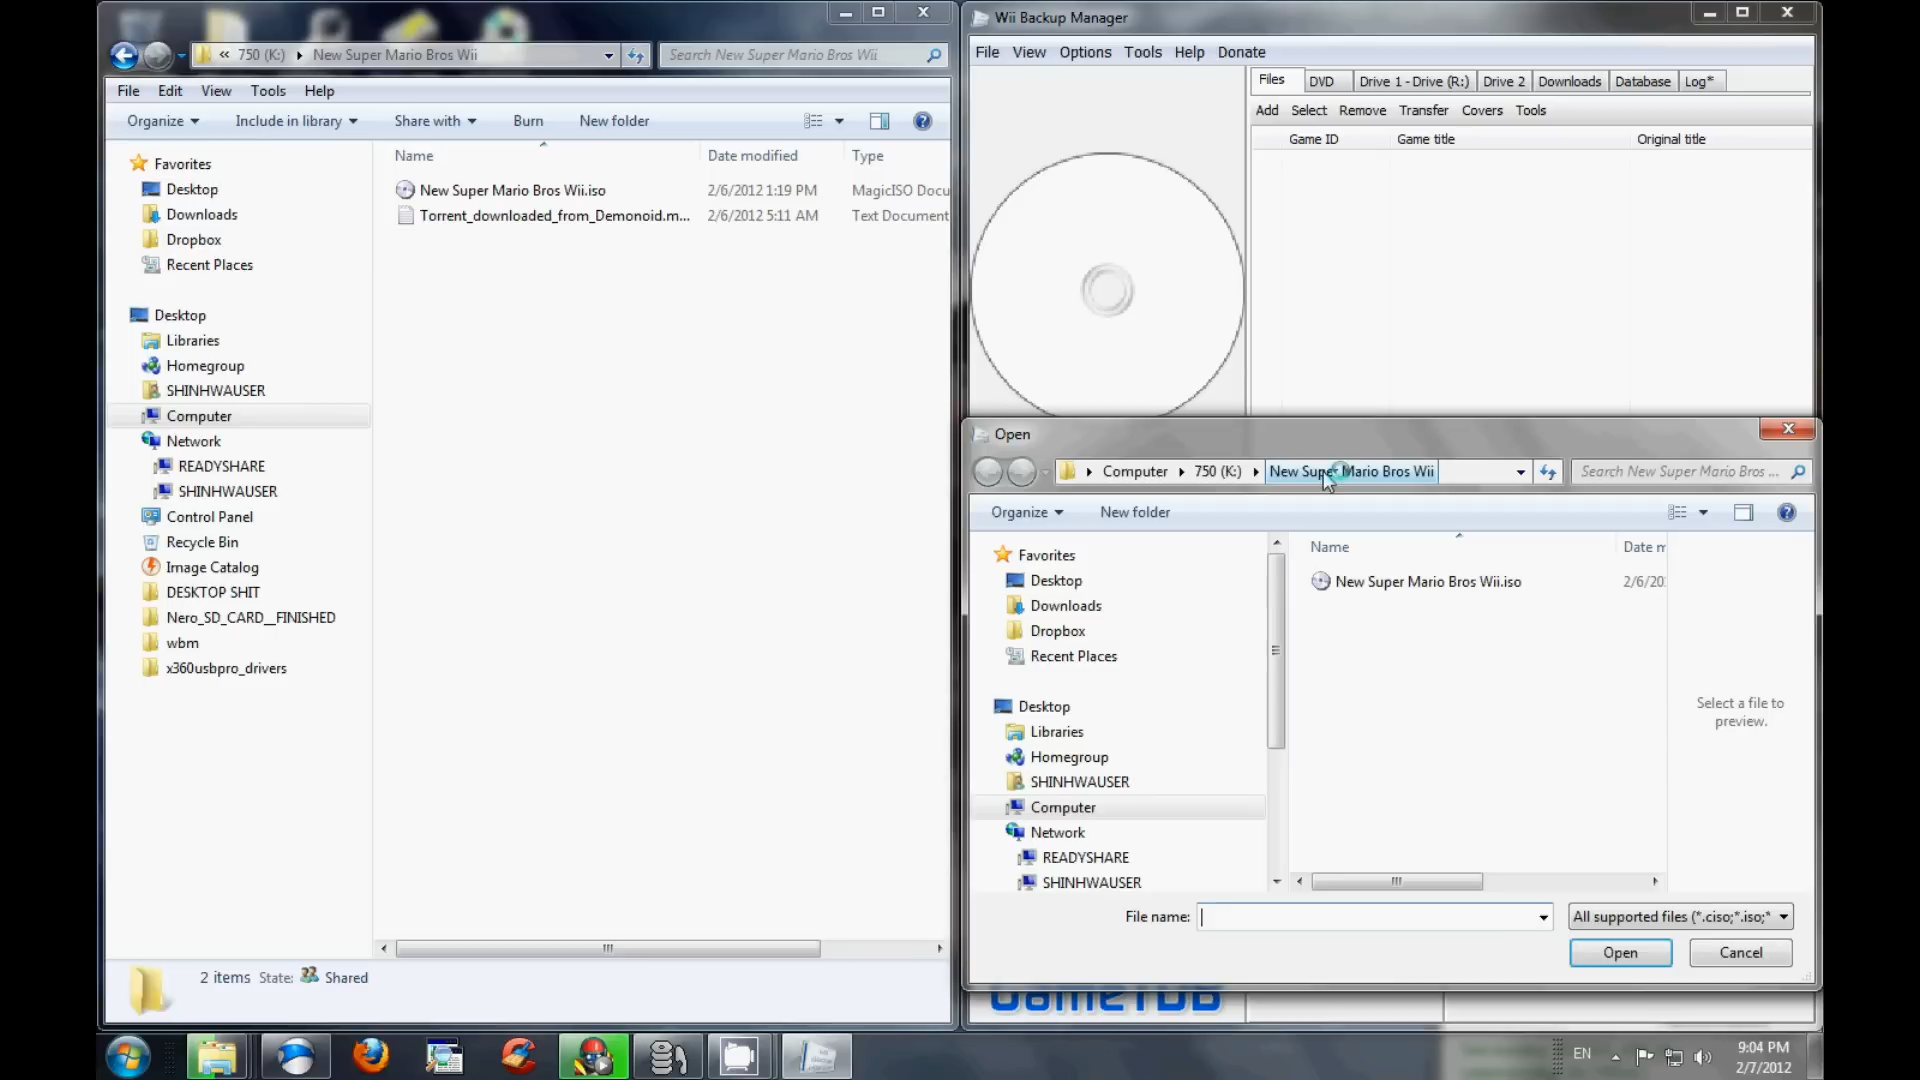 750 (K:) New Super Mario Bros Wii
Search New Super Mario Bros Wii
File Edit View Tools Help
Organize Include in library Share with Burn New folder
Name Date modified Type
New Super Mario Bros Wii.iso 2/6/2012 1:19 PM MagicISO Docu
Torrent_downloaded_from_Demonoid.m... 2/6/2012 5:11 AM Text Document
Favorites
Desktop
Downloads
Dropbox
Recent Places
Desktop
Libraries
Homegroup
SHINHWAUSER
Computer
Network
READYSHARE
SHINHWAUSER
Control Panel
Recycle Bin
Image Catalog
DESKTOP SHIT
Nero_SD_CARD__FINISHED
wbm
x360usbpro_drivers
2 items State: Shared
Wii Backup Manager
File View Options Tools Help Donate
Files DVD Drive 1 - Drive (R:) Drive 2 Downloads Database Log*
Add Select Remove Transfer Covers Tools
Game ID Game title Original title
Open
Computer 750 (K:) New Super Mario Bros Wii
Search New Super Mario Bros ...
Organize New folder
Name Date m
New Super Mario Bros Wii.iso 2/6/20
Favorites
Desktop
Downloads
Dropbox
Recent Places
Desktop
Libraries
Homegroup
SHINHWAUSER
Computer
Network
READYSHARE
SHINHWAUSER
Select a file to
preview.
File name: All supported files (*.ciso;*.iso;*
Open Cancel
GameTDB
EN 9:04 PM
2/7/2012